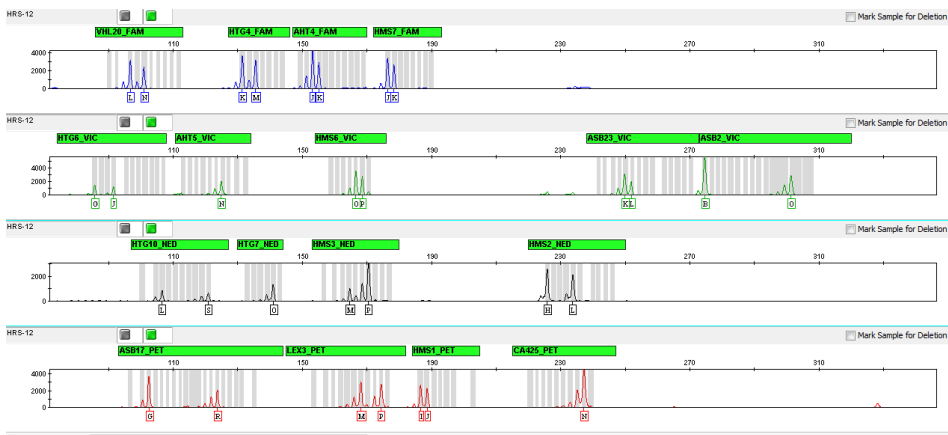 HRS-12 Mark Sample for Deletion
VHL20_FAM HTG4_FAM AHT4_FAM HMS7_FAM
110 150 190 230 270 310
4000
2000
0
L N K M J K J K
HRS-12 Mark Sample for Deletion
HTG6_VIC AHT5_VIC HMS6_VIC ASB23_VIC ASB2_VIC
110 150 190 230 270 310
4000
2000
0
O J N O P K L B O
HRS-12 Mark Sample for Deletion
HTG10_NED HTG7_NED HMS3_NED HMS2_NED
110 150 190 230 270 310
2000
0
L S O M P H L
HRS-12 Mark Sample for Deletion
ASB17_PET LEX3_PET HMS1_PET CA425_PET
110 150 190 230 270 310
4000
2000
0
G R M P I J N